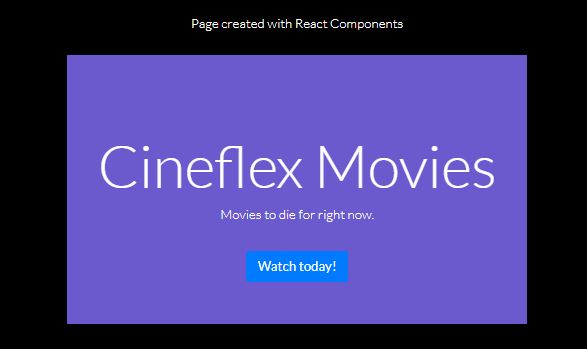 Page created with React Components
Cineflex Movies
Movies to die for right now.
Watch today!